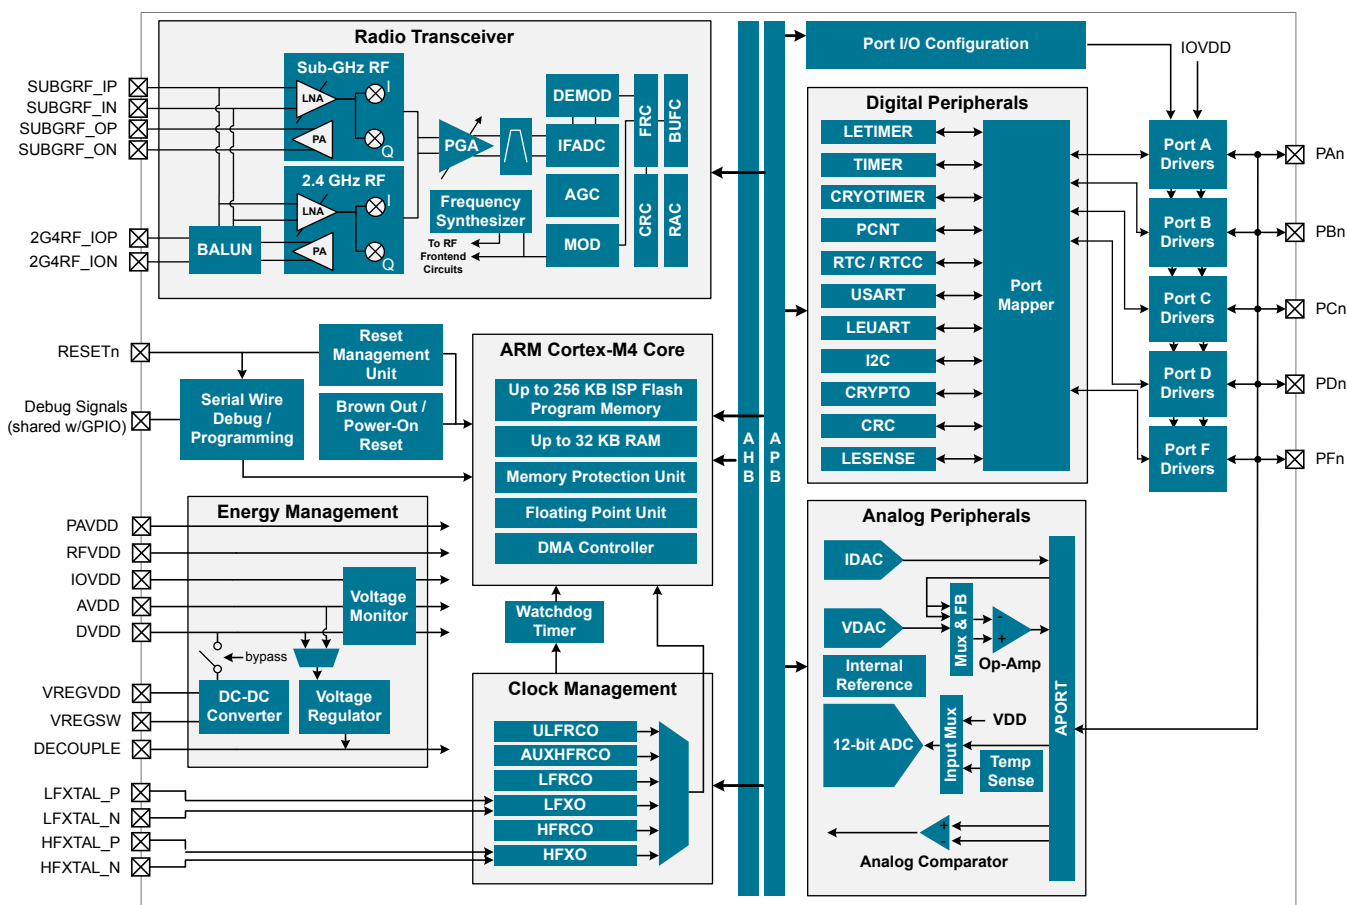 Radio Transceiver
SUBGRF_IP
SUBGRF_IN
SUBGRF_OP
SUBGRF_ON
2G4RF_IOP
2G4RF_ION
Sub-GHz RF
LNA
I
PA
Q
2.4 GHz RF
LNA
I
PA
Q
BALUN
PGA
Frequency
Synthesizer
To RF
Frontend
Circuits
DEMOD
IFADC
AGC
MOD
FRC
BUFC
CRC
RAC
RESETn
Debug Signals
(shared w/GPIO)
Reset
Management
Unit
Serial Wire
Debug /
Programming
Brown Out /
Power-On
Reset
ARM Cortex-M4 Core
Up to 256 KB ISP Flash
Program Memory
Up to 32 KB RAM
Memory Protection Unit
Floating Point Unit
DMA Controller
Watchdog
Timer
Energy Management
PAVDD
RFVDD
IOVDD
AVDD
DVDD
VREGVDD
VREGSW
DECOUPLE
Voltage
Monitor
bypass
DC-DC
Converter
Voltage
Regulator
LFXTAL_P
LFXTAL_N
HFXTAL_P
HFXTAL_N
Clock Management
ULFRCO
AUXHFRCO
LFRCO
LFXO
HFRCO
HFXO
AHB
APB
Port I/O Configuration
IOVDD
Digital Peripherals
LETIMER
TIMER
CRYOTIMER
PCNT
RTC / RTCC
USART
LEUART
I2C
CRYPTO
CRC
LESENSE
Port
Mapper
Port A
Drivers
Port B
Drivers
Port C
Drivers
Port D
Drivers
Port F
Drivers
PAn
PBn
PCn
PDn
PFn
Analog Peripherals
IDAC
VDAC
Mux & FB
-
+
Op-Amp
Internal
Reference
12-bit ADC
Input Mux
VDD
Temp
Sense
+
-
Analog Comparator
APORT